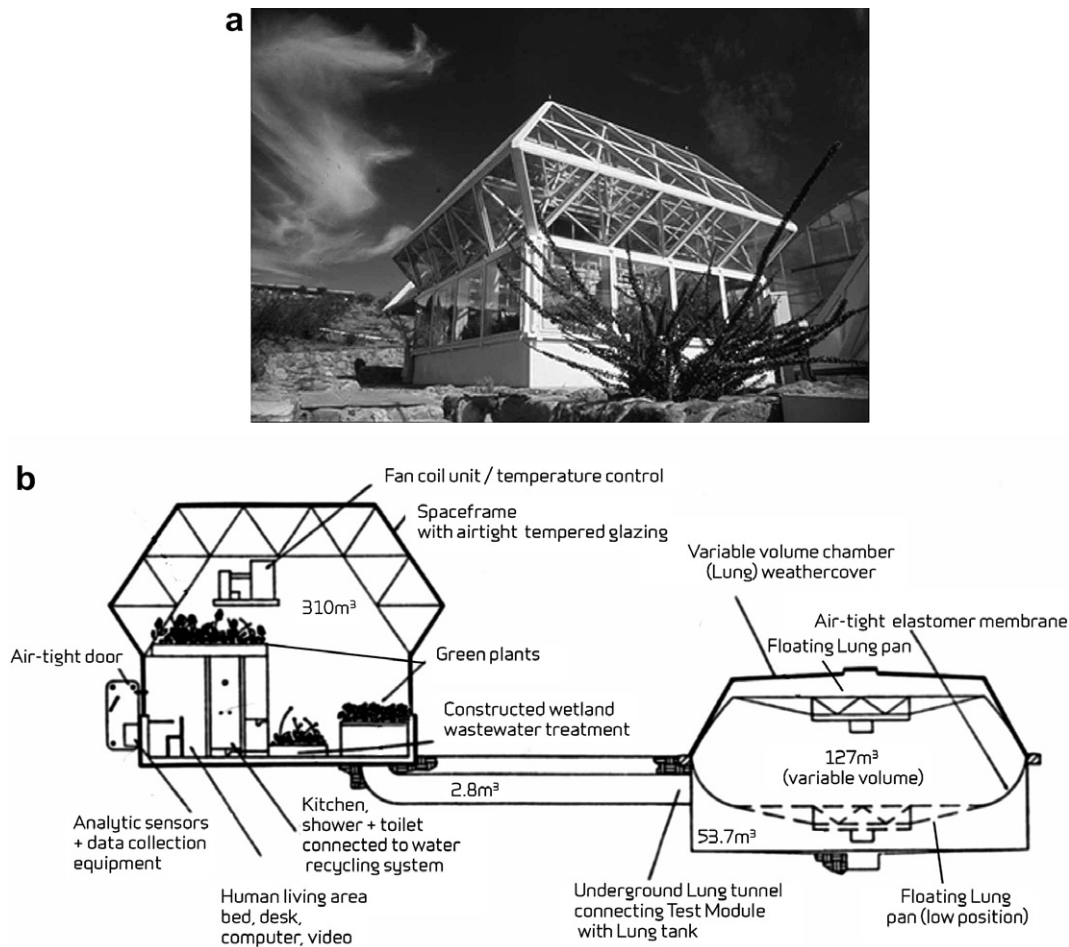 a
b
Fan coil unit / temperature control
Spaceframe
with airtight tempered glazing
Variable volume chamber
(Lung) weathercover
310m³
Air-tight elastomer membrane
Floating Lung pan
Air-tight door
Green plants
Constructed wetland
wastewater treatment
127m³
(variable volume)
2.8m³
53.7m³
Analytic sensors
+ data collection
equipment
Kitchen,
shower + toilet
connected to water
recycling system
Human living area
bed, desk,
computer, video
Underground Lung tunnel
connecting Test Module
with Lung tank
Floating Lung
pan (low position)